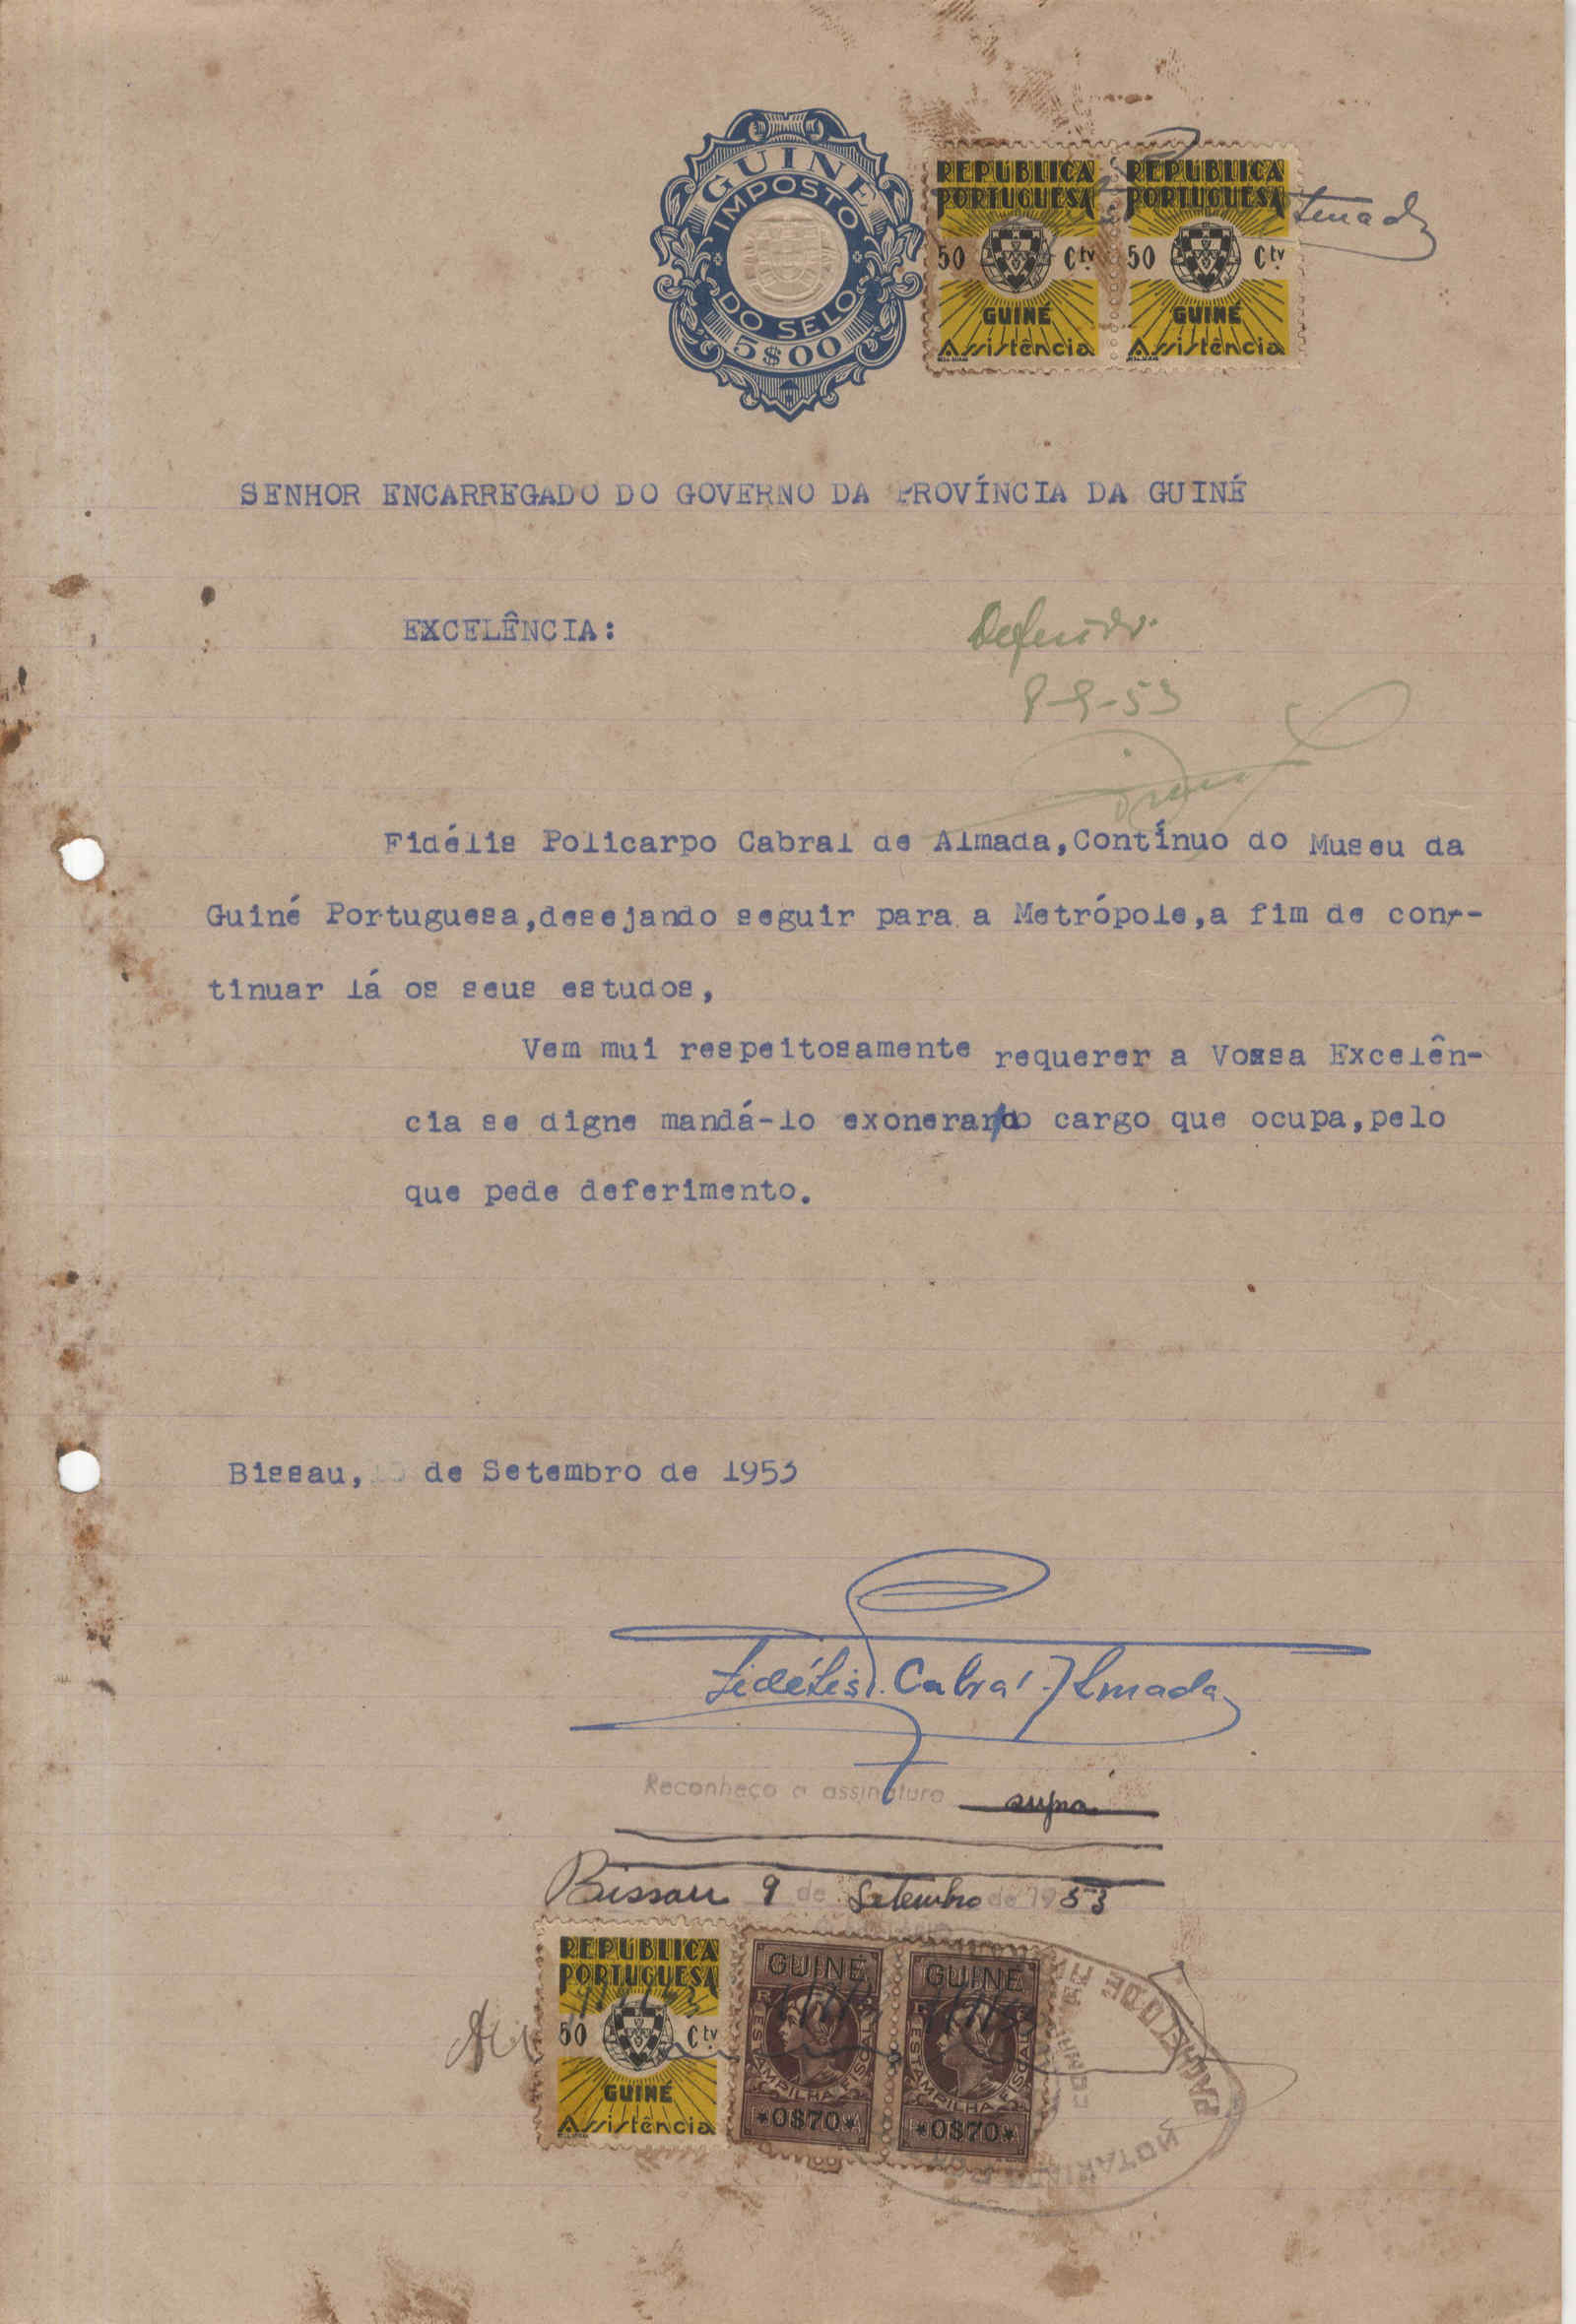 GUINÉ
IMPOSTO
DO SELO
5$00
REPÚBLICA PORTUGUESA
50 Ctv
GUINÉ
Assistência
REPÚBLICA PORTUGUESA
50 Ctv
GUINÉ
Assistência
SENHOR ENCARREGADO DO GOVERNO DA PROVÍNCIA DA GUINÉ
EXCELÊNCIA:
Deferido.
9-9-53
Fidélis Policarpo Cabral de Almada,Contínuo do Museu da
Guiné Portuguesa,desejando seguir para a Metrópole,a fim de con-
tinuar lá os seus estudos,
Vem mui respeitosamente requerer a Vossa Excelên-
cia se digne mandá-lo exonerar/do cargo que ocupa,pelo
que pede deferimento.
Bissau, de Setembro de 1953
Fidélis Cabral Almada
Reconheço a assinatura supra
Bissau 9 de Setembro de 1953
REPÚBLICA PORTUGUESA
50 Ctv
GUINÉ
Assistência
GUINÉ
ESTAMPILHA FISCAL
*0$70*
GUINÉ
ESTAMPILHA FISCAL
*0$70*